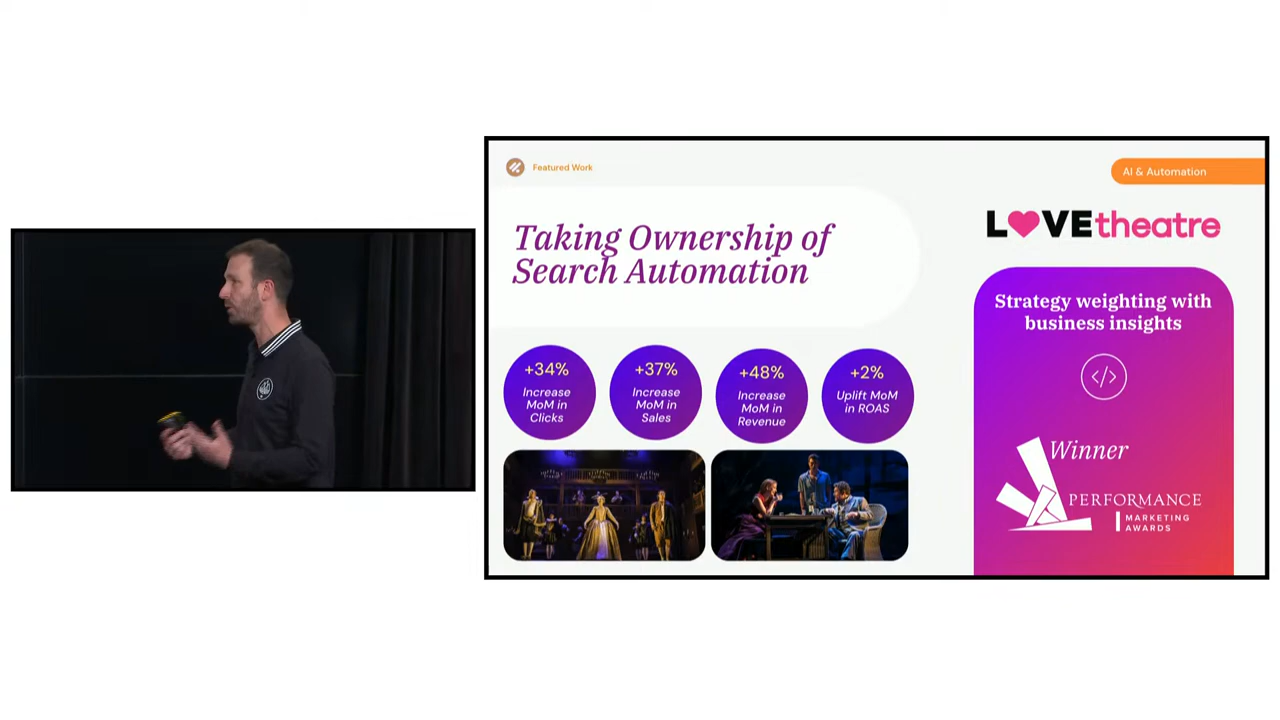 Featured Work
AI & Automation
Taking Ownership of
Search Automation
LOVEtheatre
Strategy weighting with
business insights
+34%
Increase
MoM in
Clicks
+37%
Increase
MoM in
Sales
+48%
Increase
MoM in
Revenue
+2%
Uplift MoM
in ROAS
</>
Winner
PERFORMANCE
MARKETING
AWARDS